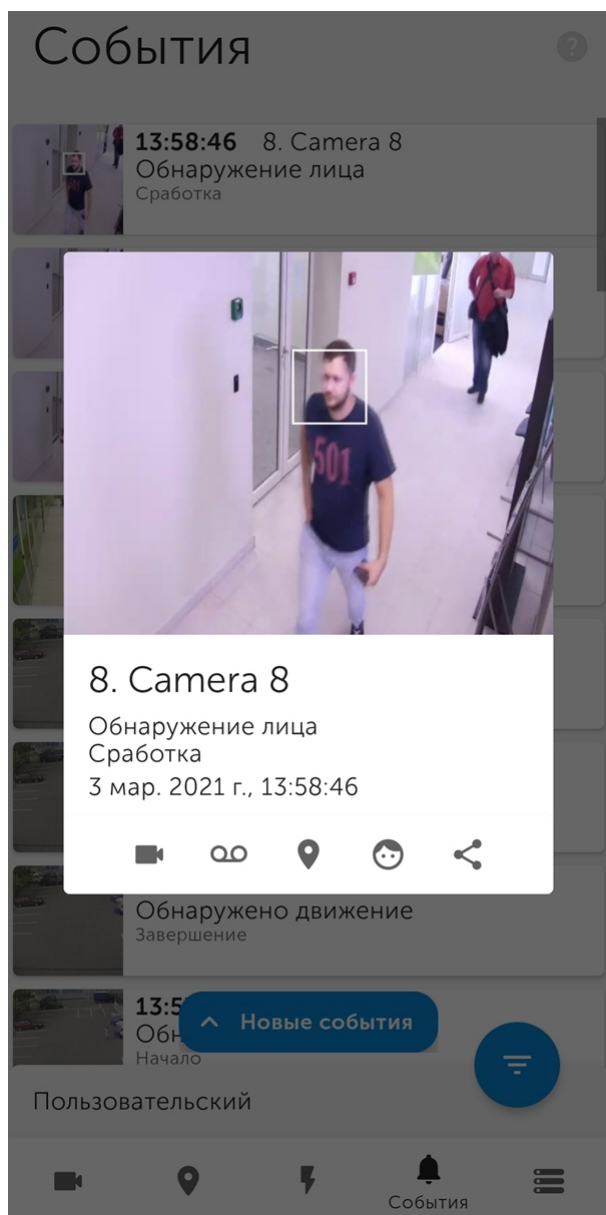 События
?
13:58:46 8. Camera 8
Обнаружение лица
Сработка
501
8. Camera 8
Обнаружение лица
Сработка
3 мар. 2021 г., 13:58:46
Обнаружено движение
Завершение
Новые события
Начало
Пользовательский
События